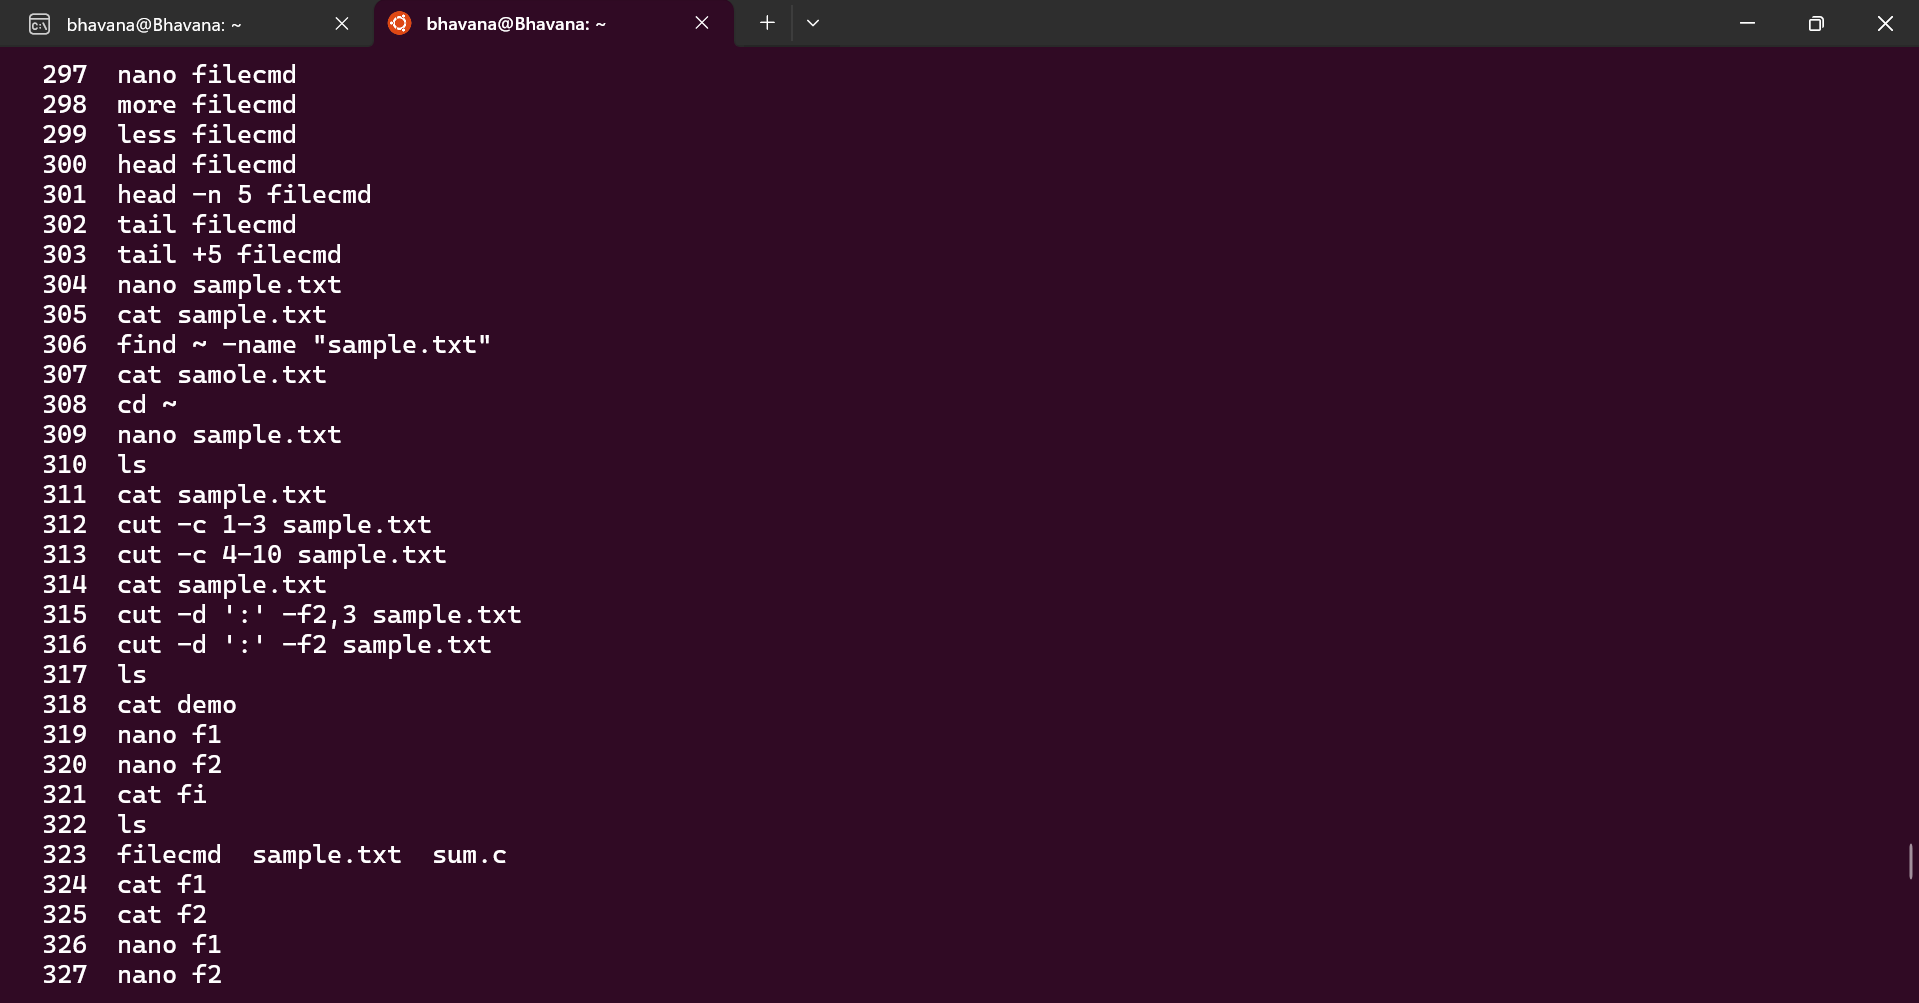 bhavana@Bhavana: ~
bhavana@Bhavana: ~
297 nano filecmd
298 more filecmd
299 less filecmd
300 head filecmd
301 head -n 5 filecmd
302 tail filecmd
303 tail +5 filecmd
304 nano sample.txt
305 cat sample.txt
306 find ~ -name "sample.txt"
307 cat samole.txt
308 cd ~
309 nano sample.txt
310 ls
311 cat sample.txt
312 cut -c 1-3 sample.txt
313 cut -c 4-10 sample.txt
314 cat sample.txt
315 cut -d ':' -f2,3 sample.txt
316 cut -d ':' -f2 sample.txt
317 ls
318 cat demo
319 nano f1
320 nano f2
321 cat fi
322 ls
323 filecmd  sample.txt  sum.c
324 cat f1
325 cat f2
326 nano f1
327 nano f2